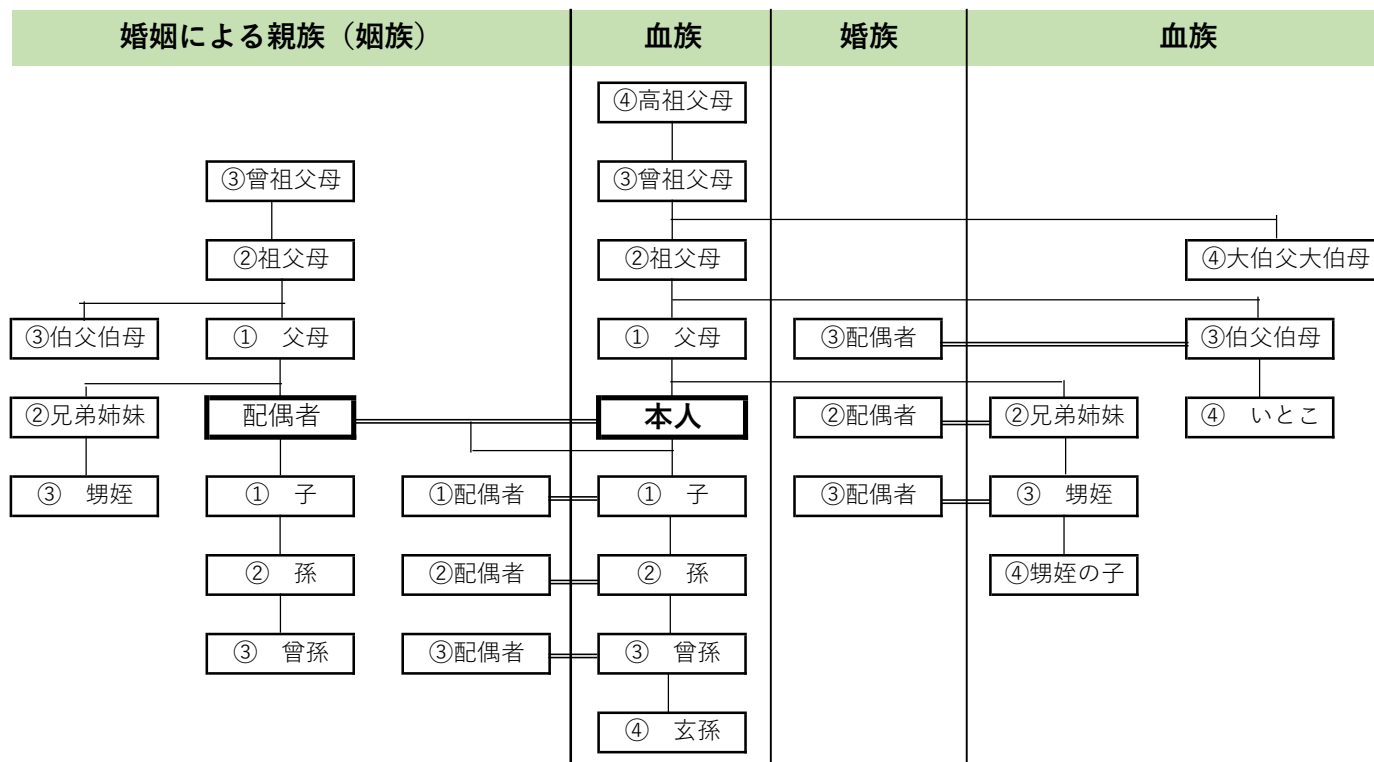 婚姻による親族（姻族）　血族　婚族　血族
④高祖父母
③曾祖父母　③曾祖父母
②祖父母　②祖父母　④大伯父大伯母
③伯父伯母　①　父母　①　父母　③配偶者　③伯父伯母
②兄弟姉妹　配偶者　本人　②配偶者　②兄弟姉妹　④　いとこ
③　甥姪　①　子　①配偶者　①　子　③配偶者　③　甥姪
②　孫　②配偶者　②　孫　④甥姪の子
③　曾孫　③配偶者　③　曾孫
④　玄孫